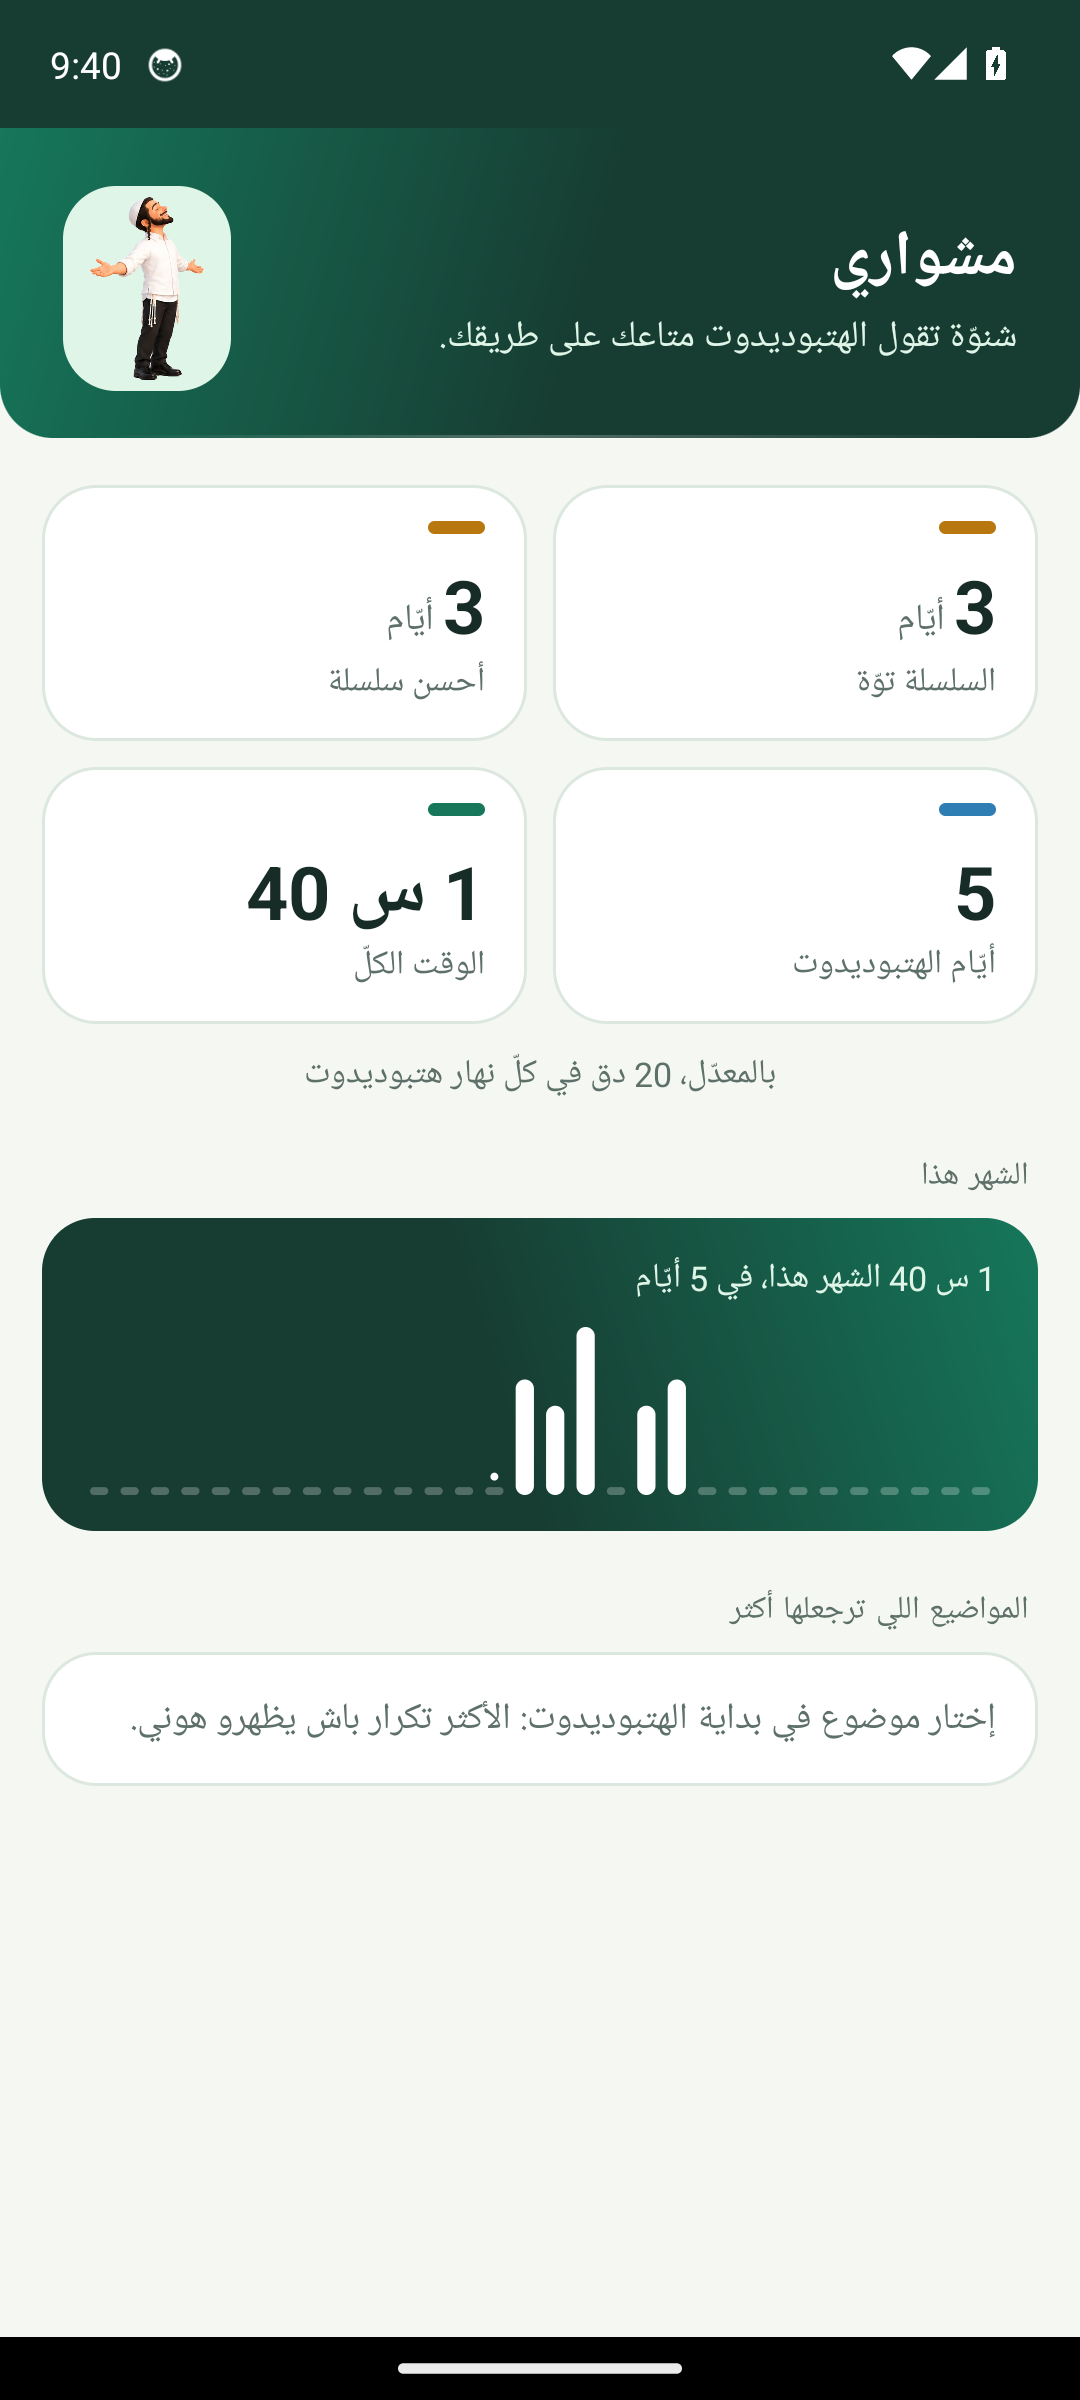 9:40
مشواري
شنوّة تقول الهتبوديدوت متاعك على طريقك.
3 أيّام
السلسلة توّة
3 أيّام
أحسن سلسلة
5
أيّام الهتبوديدوت
1 س 40
الوقت الكلّ
بالمعدّل، 20 دق في كلّ نهار هتبوديدوت
الشهر هذا
1 س 40 الشهر هذا، في 5 أيّام
المواضيع اللي ترجعلها أكثر
إختار موضوع في بداية الهتبوديدوت: الأكثر تكرار باش يظهرو هوني.